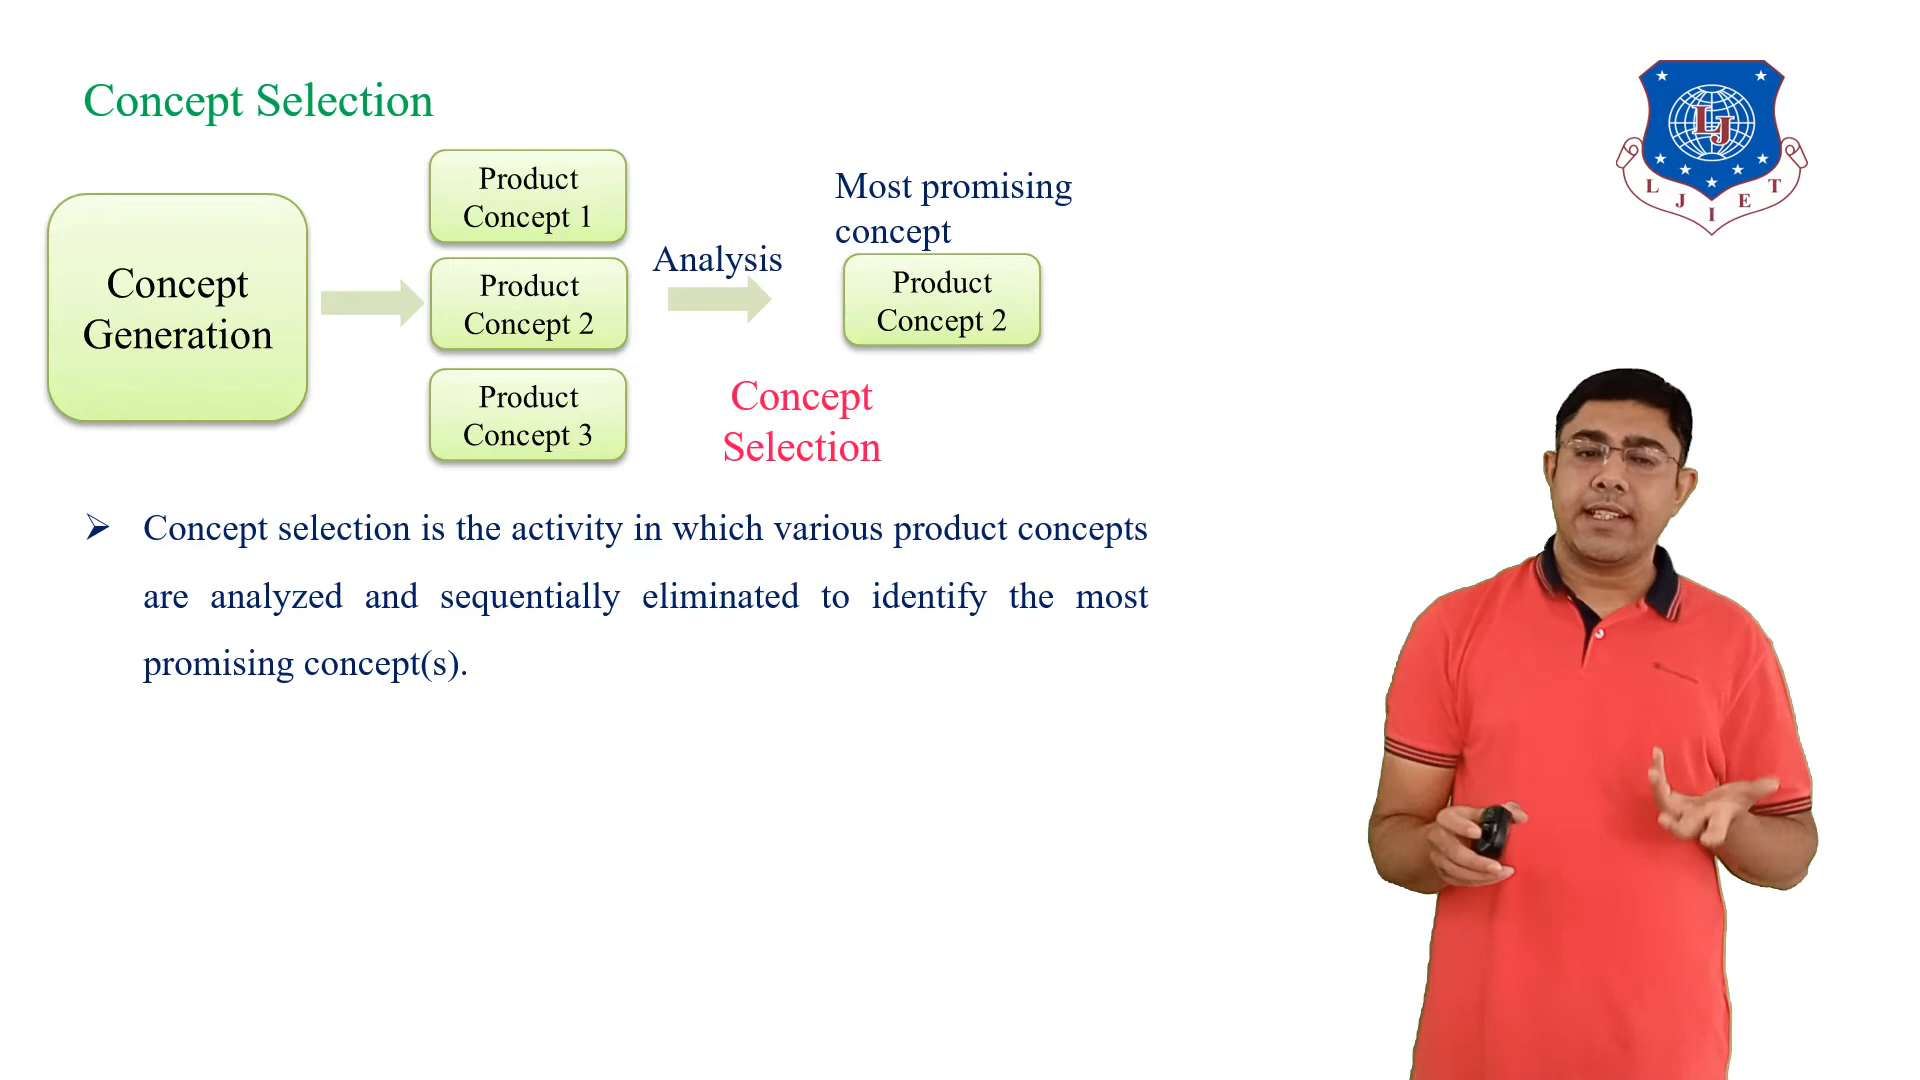 Concept Selection
Concept
Generation
Product
Concept 1
Product
Concept 2
Product
Concept 3
Analysis
Most promising
concept
Product
Concept 2
Concept
Selection
➢ Concept selection is the activity in which various product concepts
are analyzed and sequentially eliminated to identify the most
promising concept(s).
LJ
L J I E T